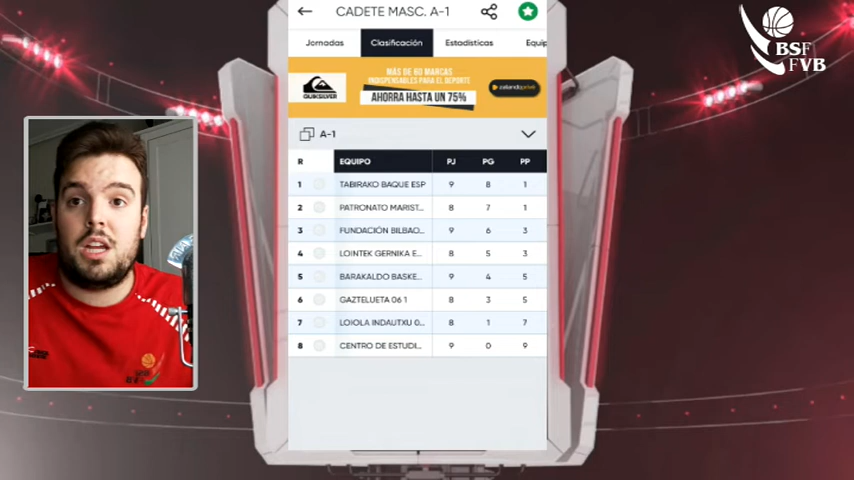 CADETE MASC. A-1
BSF
FVB
Jornadas Clasificación Estadísticas Equip
QUIKSILVER
MÁS DE 60 MARCAS
INDISPENSABLES PARA EL DEPORTE
AHORRA HASTA UN 75%
zalandoprivé
A-1
R EQUIPO PJ PG PP
1 TABIRAKO BAQUE ESP 9 8 1
2 PATRONATO MARIST... 8 7 1
3 FUNDACIÓN BILBAO... 9 6 3
4 LOINTEK GERNIKA E... 8 5 3
5 BARAKALDO BASKE... 9 4 5
6 GAZTELUETA 06 1 8 3 5
7 LOIOLA INDAUTXU 0... 8 1 7
8 CENTRO DE ESTUDI... 9 0 9